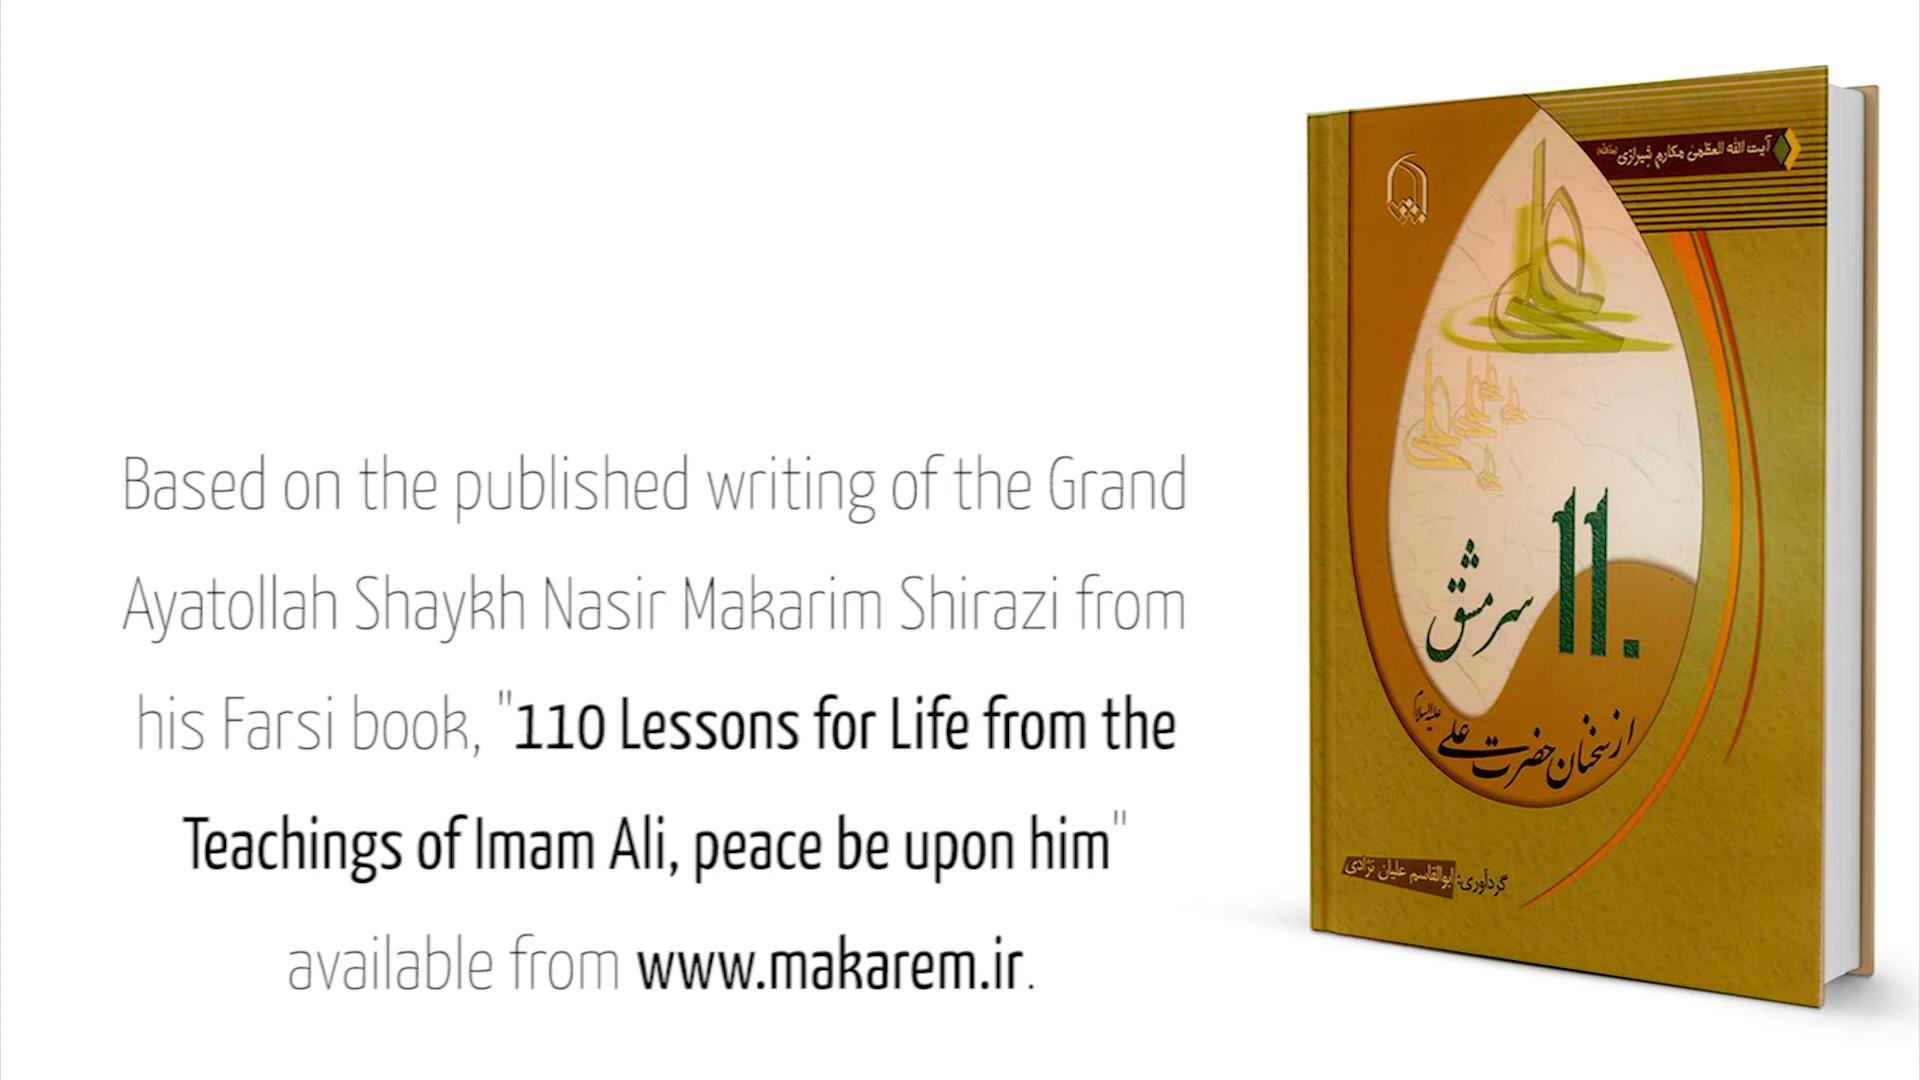 Based on the published writing of the Grand
Ayatollah Shaykh Nasir Makarim Shirazi from
his Farsi book, "110 Lessons for Life from the
Teachings of Imam Ali, peace be upon him"
available from www.makarem.ir.
آیت الله العظمیٰ مکارم شیرازی
علی
۱۱۰ سرمشق
از سخنان حضرت علی علیه‌السلام
گردآوری: ابوالقاسم علیان نژادی